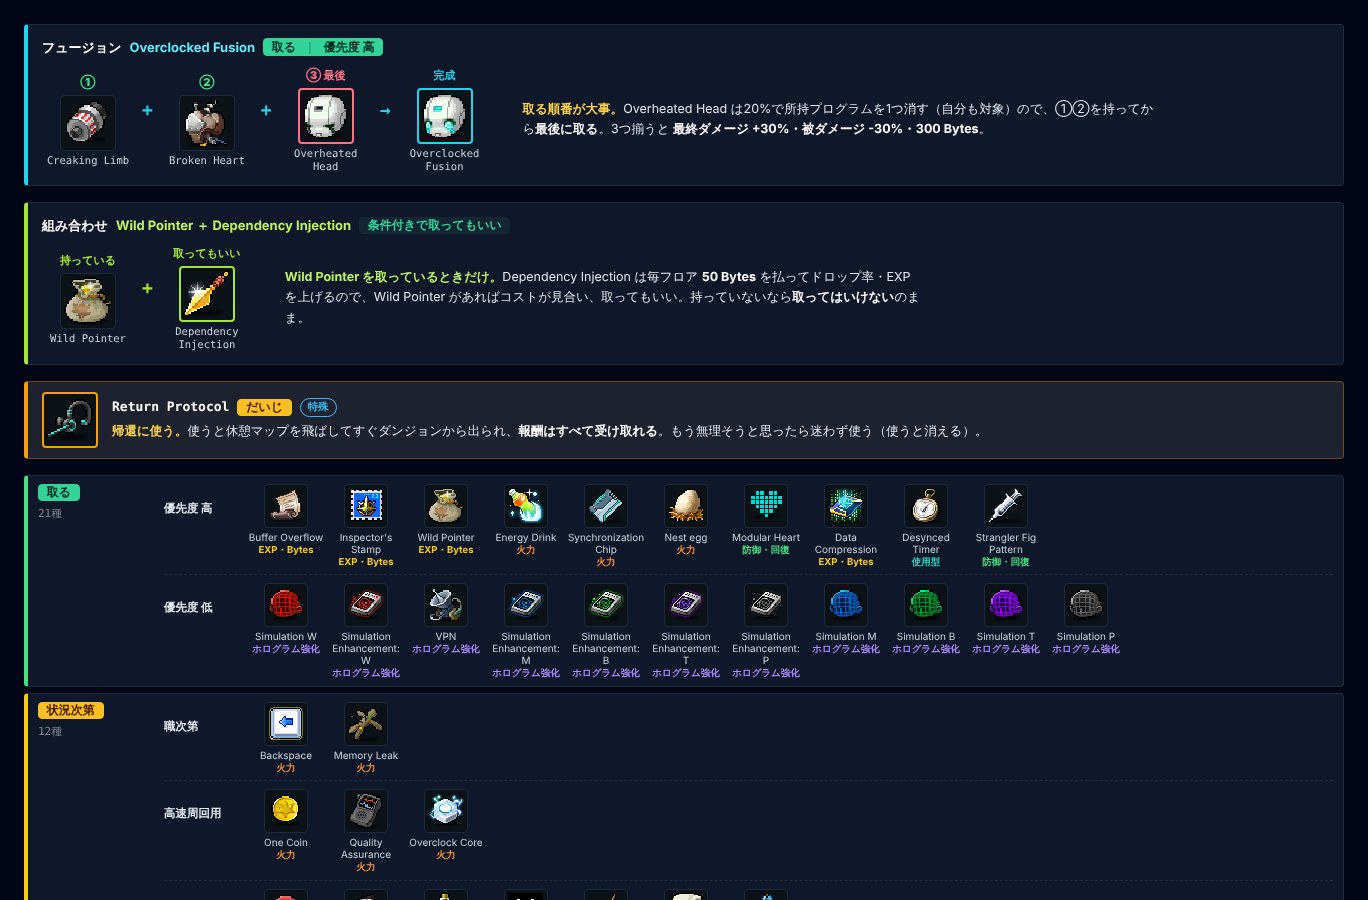 フュージョン Overclocked Fusion 取る | 優先度 高
① ② ③最後 完成
+ + →
Creaking Limb Broken Heart Overheated Head Overclocked Fusion
取る順番が大事。Overheated Head は20%で所持プログラムを1つ消す（自分も対象）ので、①②を持ってか
ら最後に取る。3つ揃うと 最終ダメージ +30%・被ダメージ -30%・300 Bytes。
組み合わせ Wild Pointer + Dependency Injection 条件付きで取ってもいい
持っている 取ってもいい
+
Wild Pointer Dependency Injection
Wild Pointer を取っているときだけ。Dependency Injection は毎フロア 50 Bytes を払ってドロップ率・EXP
を上げるので、Wild Pointer があればコストが見合い、取ってもいい。持っていないなら取ってはいけないのま
ま。
Return Protocol だいじ 特殊
帰還に使う。使うと休憩マップを飛ばしてすぐダンジョンから出られ、報酬はすべて受け取れる。もう無理そうと思ったら迷わず使う（使うと消える）。
取る
21種
優先度 高
Buffer Overflow
EXP・Bytes
Inspector's
Stamp
EXP・Bytes
Wild Pointer
EXP・Bytes
Energy Drink
火力
Synchronization
Chip
火力
Nest egg
火力
Modular Heart
防御・回復
Data
Compression
EXP・Bytes
Desynced
Timer
使用型
Strangler Fig
Pattern
防御・回復
優先度 低
Simulation W
ホログラム強化
Simulation
Enhancement:
W
ホログラム強化
VPN
ホログラム強化
Simulation
Enhancement:
M
ホログラム強化
Simulation
Enhancement:
B
ホログラム強化
Simulation
Enhancement:
T
ホログラム強化
Simulation
Enhancement:
P
ホログラム強化
Simulation M
ホログラム強化
Simulation B
ホログラム強化
Simulation T
ホログラム強化
Simulation P
ホログラム強化
状況次第
12種
職次第
Backspace
火力
Memory Leak
火力
高速周回用
One Coin
火力
Quality
Assurance
火力
Overclock Core
火力